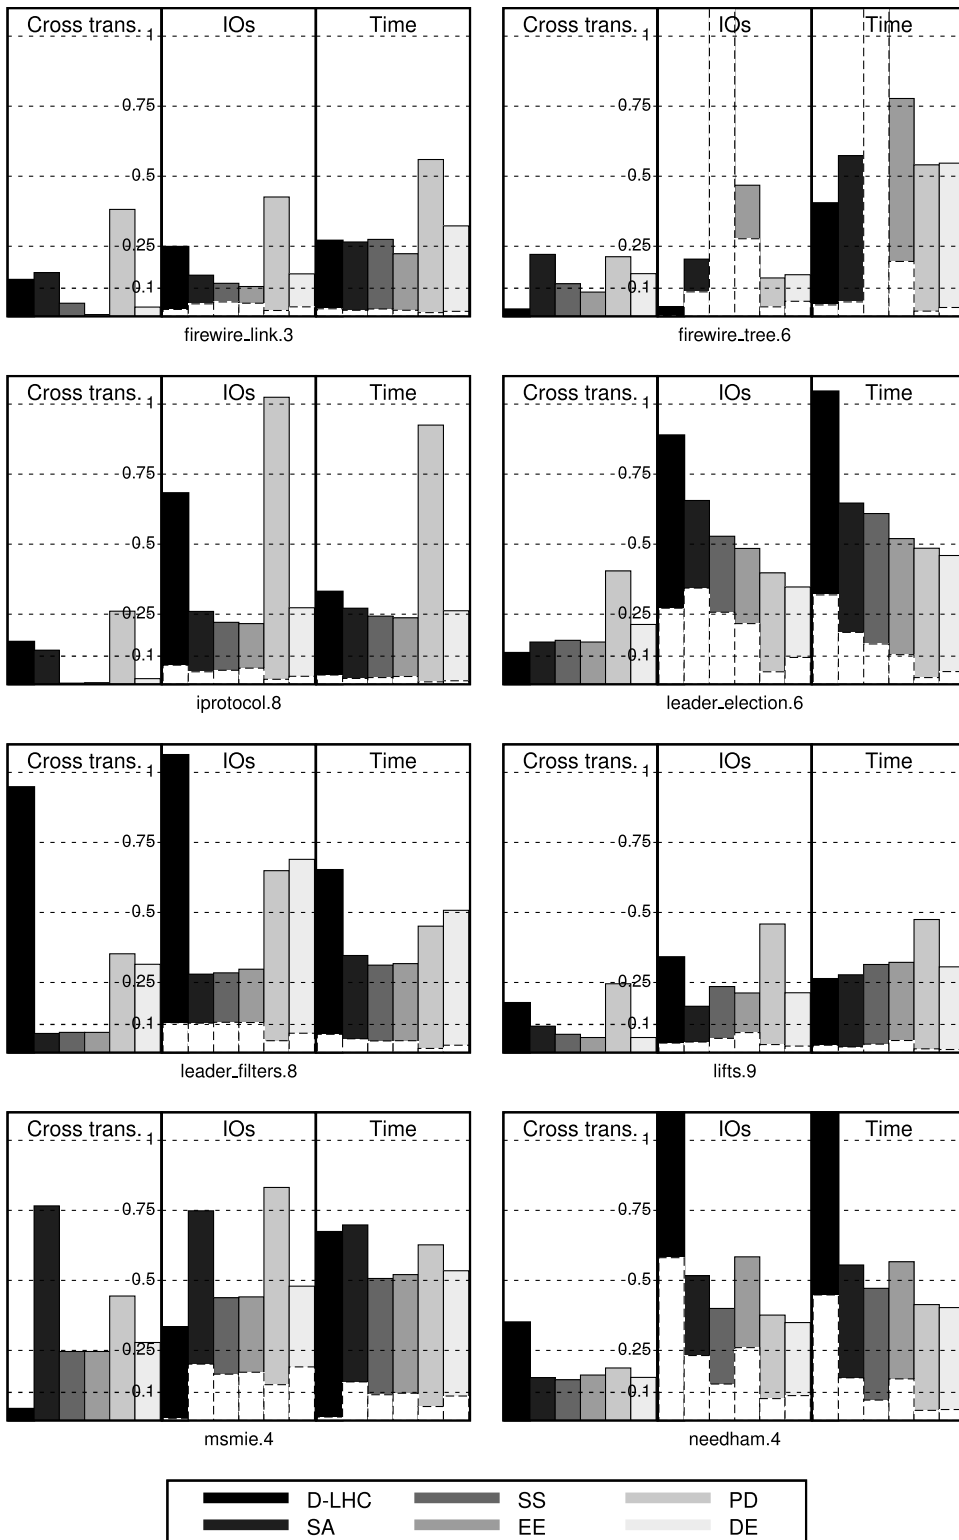 Cross trans. IOs Time
1
0.75
0.5
0.25
0.1
firewire_link.3
Cross trans. IOs Time
1
0.75
0.5
0.25
0.1
firewire_tree.6
Cross trans. IOs Time
1
0.75
0.5
0.25
0.1
iprotocol.8
Cross trans. IOs Time
1
0.75
0.5
0.25
0.1
leader_election.6
Cross trans. IOs Time
1
0.75
0.5
0.25
0.1
leader_filters.8
Cross trans. IOs Time
1
0.75
0.5
0.25
0.1
lifts.9
Cross trans. IOs Time
1
0.75
0.5
0.25
0.1
msmie.4
Cross trans. IOs Time
1
0.75
0.5
0.25
0.1
needham.4
D-LHC SS PD
SA EE DE